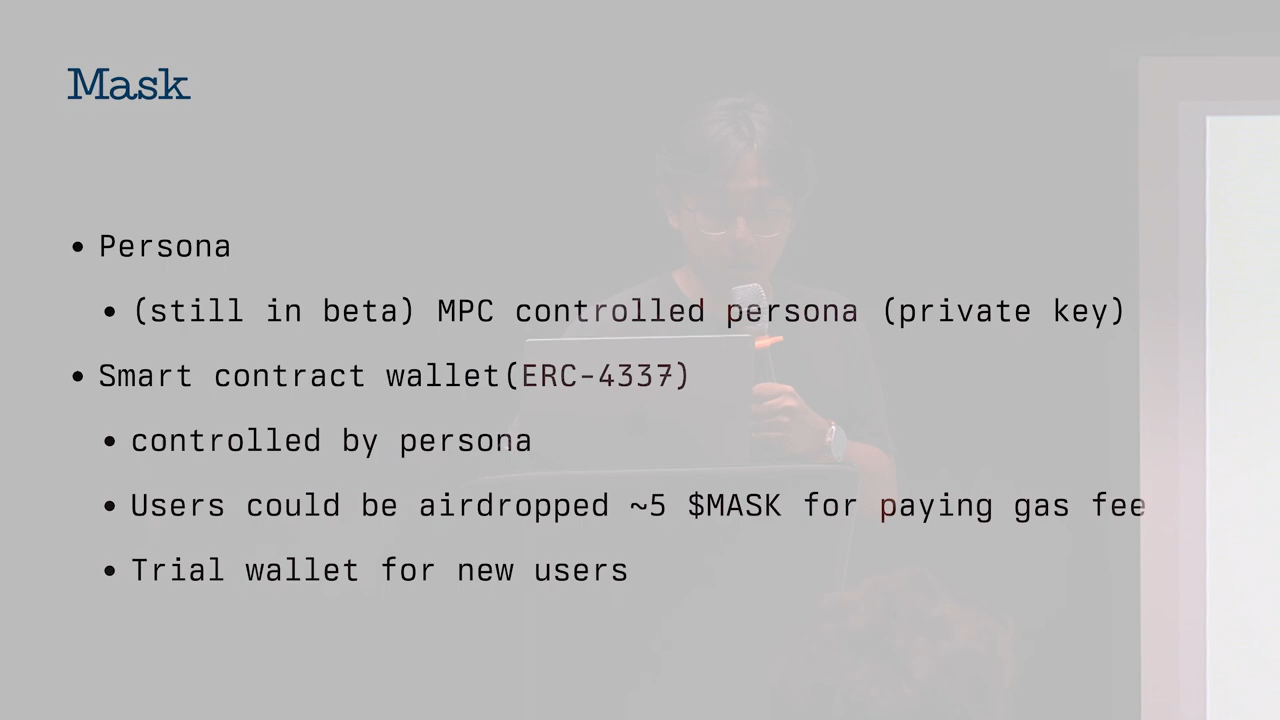 Mask
• Persona
• (still in beta) MPC controlled persona (private key)
• Smart contract wallet(ERC-4337)
• controlled by persona
• Users could be airdropped ~5 $MASK for paying gas fee
• Trial wallet for new users